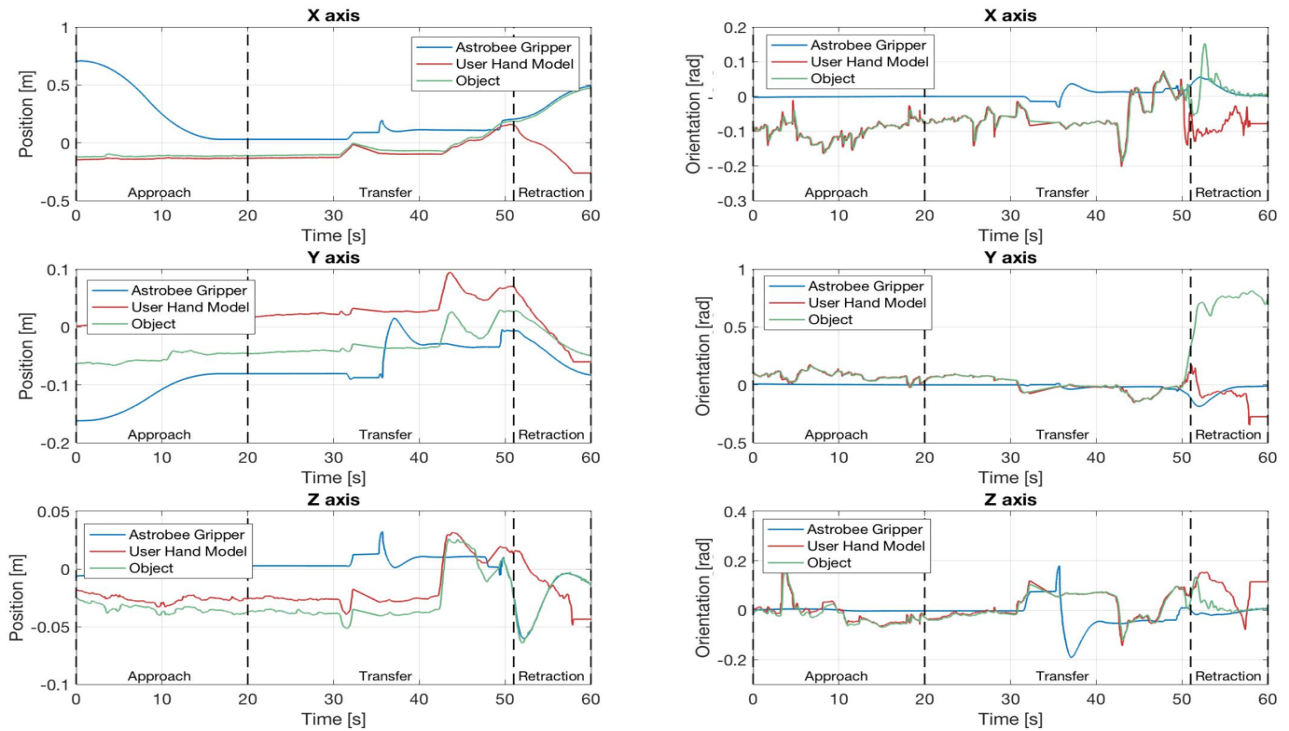 X axis
1
0.5
0
-0.5
Position [m]
Astrobee Gripper
User Hand Model
Object
Approach
Transfer
Retraction
0 10 20 30 40 50 60
Time [s]
X axis
0.2
0.1
0
-0.1
- -0.2
-0.3
Orientation [rad]
Astrobee Gripper
User Hand Model
Object
Approach
Transfer
Retraction
0 10 20 30 40 50 60
Time [s]
Y axis
0.1
0
-0.1
-0.2
Position [m]
Astrobee Gripper
User Hand Model
Object
Approach
Transfer
Retraction
0 10 20 30 40 50 60
Time [s]
Y axis
1
0.5
0
-0.5
Orientation [rad]
Astrobee Gripper
User Hand Model
Object
Approach
Transfer
Retraction
0 10 20 30 40 50 60
Time [s]
Z axis
0.05
0
-0.05
-0.1
Position [m]
Astrobee Gripper
User Hand Model
Object
Approach
Transfer
Retraction
0 10 20 30 40 50 60
Time [s]
Z axis
0.4
0.2
0
-0.2
Orientation [rad]
Astrobee Gripper
User Hand Model
Object
Approach
Transfer
Retraction
0 10 20 30 40 50 60
Time [s]